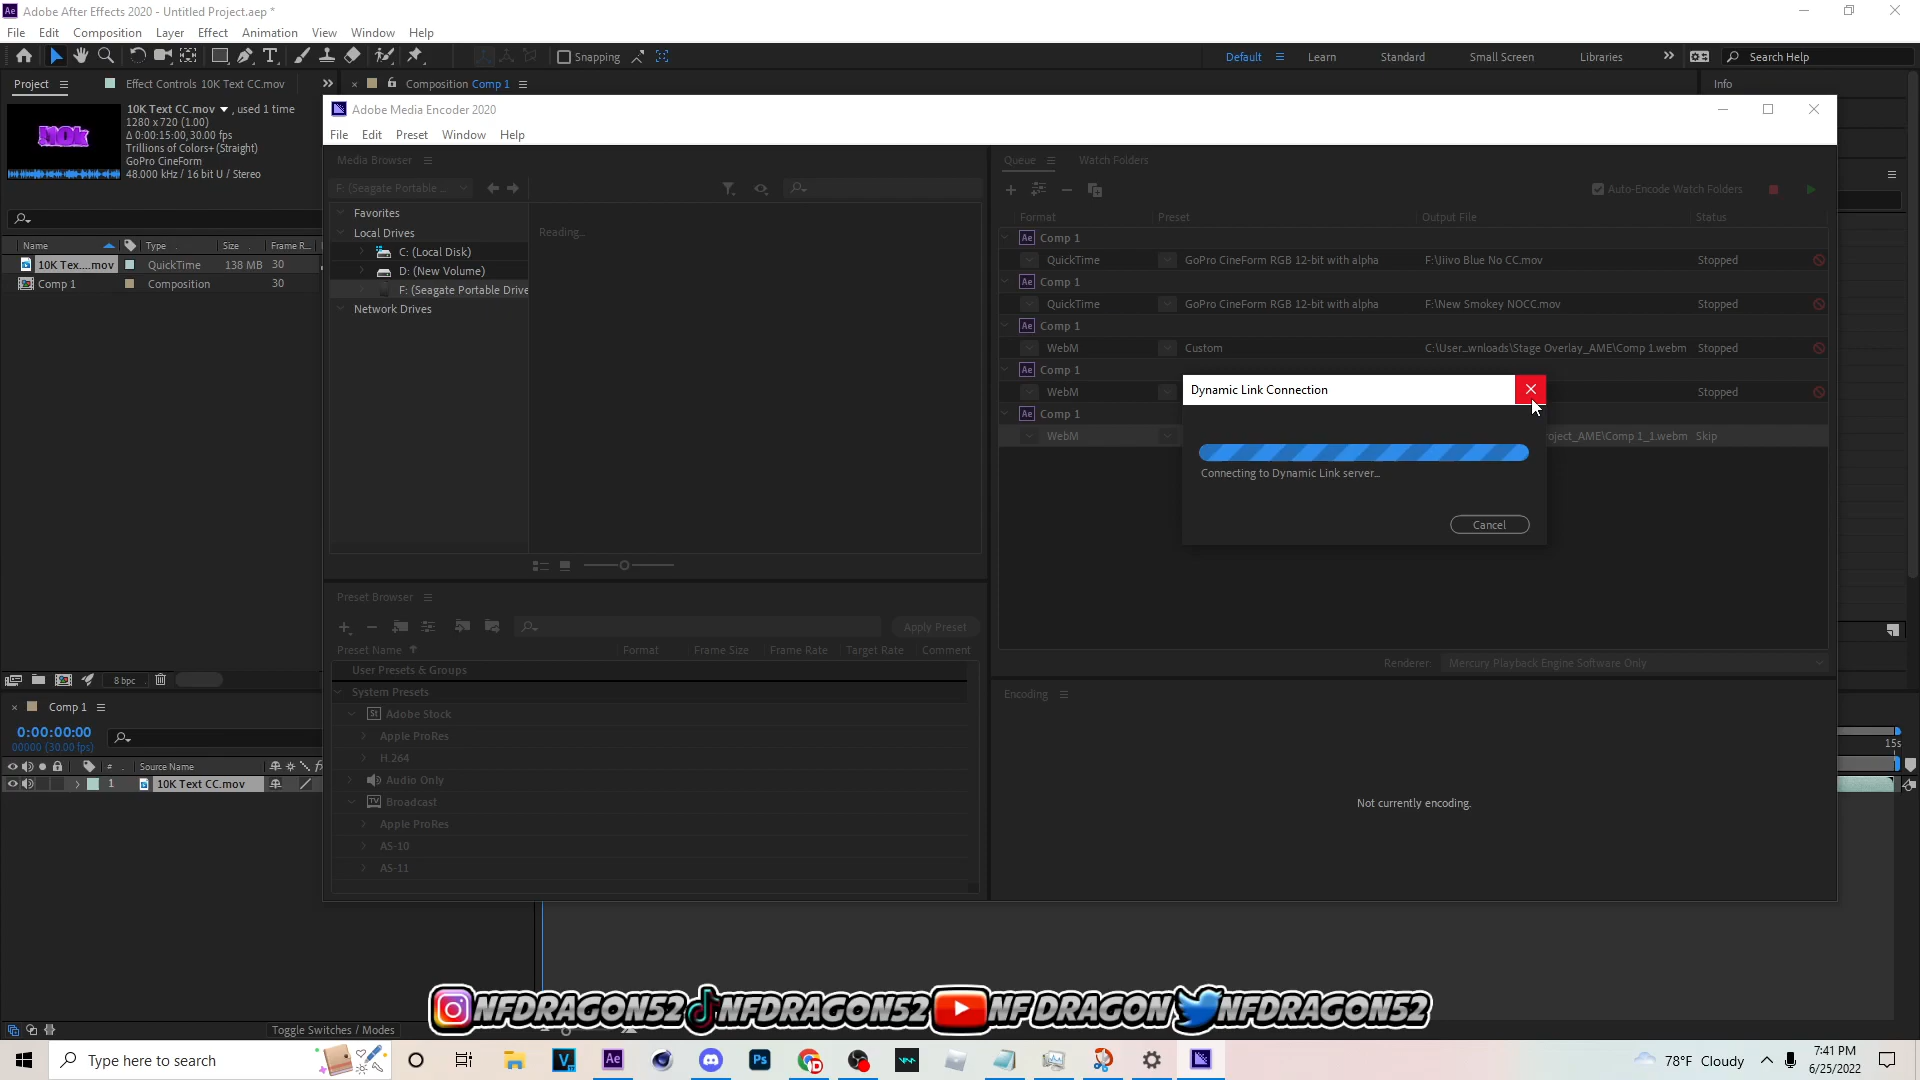 Adobe After Effects 2020 - Untitled Project.aep *
File Edit Composition Layer Effect Animation View Window Help
Snapping
Default Learn Standard Small Screen Libraries
Search Help
Project Effect Controls 10K Text CC.mov
Composition Comp 1
Info
10K Text CC.mov , used 1 time
1280 x 720 (1.00)
Δ 0:00:15:00, 30.00 fps
Trillions of Colors+ (Straight)
GoPro CineForm
48.000 kHz / 16 bit U / Stereo
10k
Name Type Size Frame R...
10K Tex....mov QuickTime 138 MB 30
Comp 1 Composition 30
8 bpc
Adobe Media Encoder 2020
File Edit Preset Window Help
Media Browser
F: (Seagate Portable ...
Favorites
Local Drives
C: (Local Disk)
D: (New Volume)
F: (Seagate Portable Drive
Network Drives
Reading...
Queue Watch Folders
Auto-Encode Watch Folders
Format Preset Output File Status
Comp 1
QuickTime GoPro CineForm RGB 12-bit with alpha F:\Jiivo Blue No CC.mov Stopped
Comp 1
QuickTime GoPro CineForm RGB 12-bit with alpha F:\New Smokey NOCC.mov Stopped
Comp 1
WebM Custom C:\User...wnloads\Stage Overlay_AME\Comp 1.webm Stopped
Comp 1
WebM Stopped
Comp 1
WebM oject_AME\Comp 1_1.webm Skip
Dynamic Link Connection
Connecting to Dynamic Link server...
Cancel
Renderer: Mercury Playback Engine Software Only
Preset Browser
Apply Preset
Preset Name Format Frame Size Frame Rate Target Rate Comment
User Presets & Groups
System Presets
St Adobe Stock
Apple ProRes
H.264
Audio Only
TV Broadcast
Apple ProRes
AS-10
AS-11
Encoding
Not currently encoding.
Comp 1
0:00:00:00
00000 (30.00 fps)
# Source Name
1 10K Text CC.mov
15s
Toggle Switches / Modes
NFDRAGON52 NFDRAGON52 NF DRAGON NFDRAGON52
Type here to search
78°F Cloudy
7:41 PM
6/25/2022